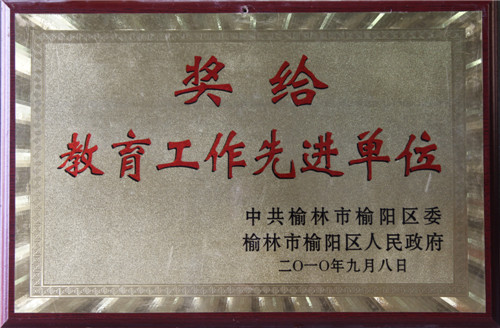 奖给
教育工作先进单位
中共榆林市榆阳区委
榆林市榆阳区人民政府
二〇一〇年九月八日